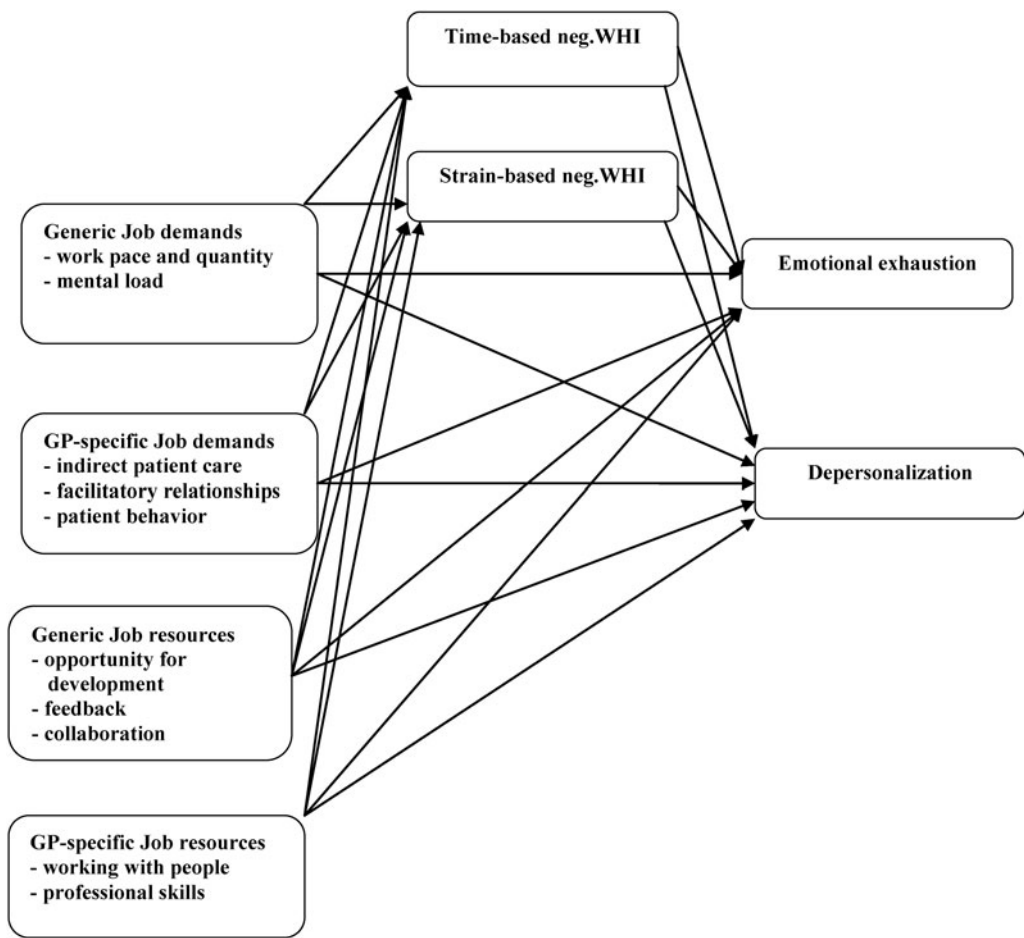 Time-based neg.WHI
Strain-based neg.WHI
Generic Job demands
- work pace and quantity
- mental load
Emotional exhaustion
GP-specific Job demands
- indirect patient care
- facilitatory relationships
- patient behavior
Depersonalization
Generic Job resources
- opportunity for
development
- feedback
- collaboration
GP-specific Job resources
- working with people
- professional skills